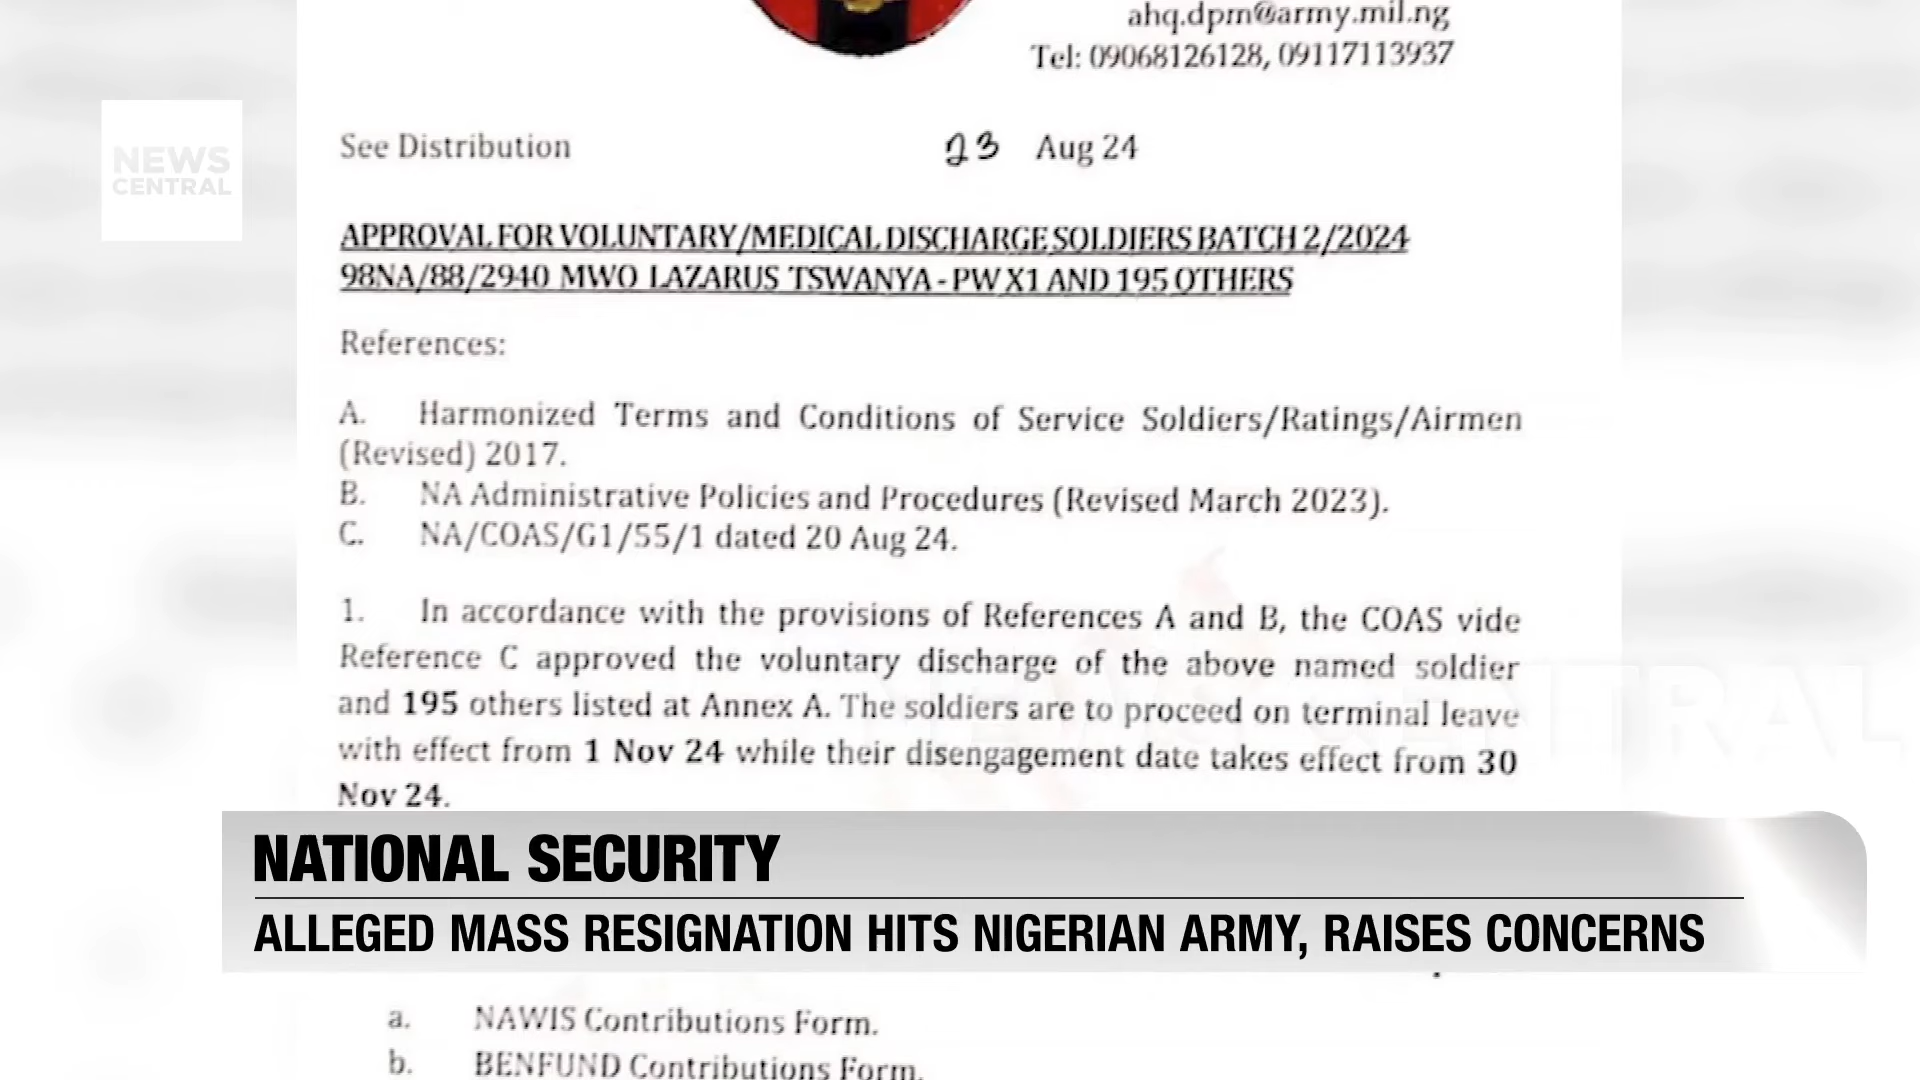 ahq.dpm@army.mil.ng
Tel: 09068126128, 09117113937
NEWS
CENTRAL
See Distribution 23 Aug 24
APPROVAL FOR VOLUNTARY/MEDICAL DISCHARGE SOLDIERS BATCH 2/2024
98NA/88/2940 MWO LAZARUS TSWANYA - PW X1 AND 195 OTHERS
References:
A. Harmonized Terms and Conditions of Service Soldiers/Ratings/Airmen
(Revised) 2017.
B. NA Administrative Policies and Procedures (Revised March 2023).
C. NA/COAS/G1/55/1 dated 20 Aug 24.
1. In accordance with the provisions of References A and B, the COAS vide
Reference C approved the voluntary discharge of the above named soldier
and 195 others listed at Annex A. The soldiers are to proceed on terminal leave
with effect from 1 Nov 24 while their disengagement date takes effect from 30
Nov 24.
NEWS CENTRAL
NATIONAL SECURITY
ALLEGED MASS RESIGNATION HITS NIGERIAN ARMY, RAISES CONCERNS
a. NAWIS Contributions Form.
b. BENFUND Contributions Form.